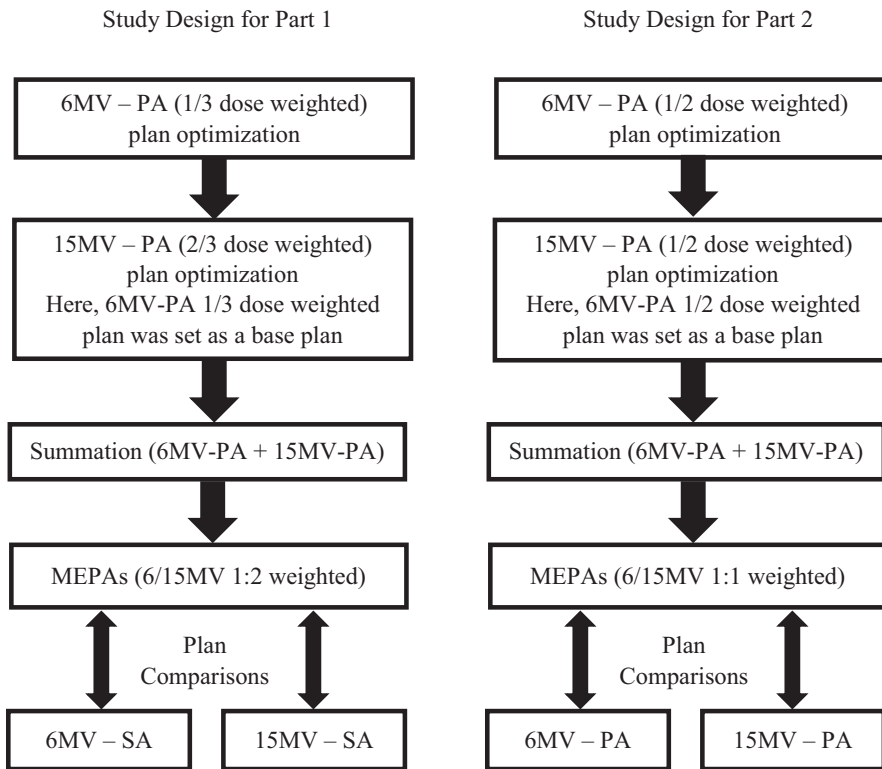 Study Design for Part 1
6MV – PA (1/3 dose weighted)
plan optimization
15MV – PA (2/3 dose weighted)
plan optimization
Here, 6MV-PA 1/3 dose weighted
plan was set as a base plan
Summation (6MV-PA + 15MV-PA)
MEPAs (6/15MV 1:2 weighted)
Plan
Comparisons
6MV – SA
15MV – SA
Study Design for Part 2
6MV – PA (1/2 dose weighted)
plan optimization
15MV – PA (1/2 dose weighted)
plan optimization
Here, 6MV-PA 1/2 dose weighted
plan was set as a base plan
Summation (6MV-PA + 15MV-PA)
MEPAs (6/15MV 1:1 weighted)
Plan
Comparisons
6MV – PA
15MV – PA